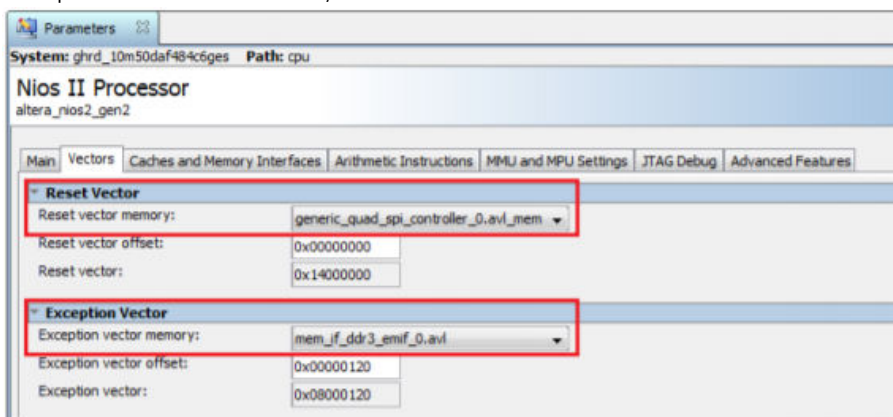 Parameters
System: ghrd_10m50daf484c6ges Path: cpu
Nios II Processor
altera_nios2_gen2
Main Vectors Caches and Memory Interfaces Arithmetic Instructions MMU and MPU Settings JTAG Debug Advanced Features
Reset Vector
Reset vector memory: generic_quad_spi_controller_0.avl_mem
Reset vector offset: 0x00000000
Reset vector: 0x14000000
Exception Vector
Exception vector memory: mem_if_ddr3_emif_0.avl
Exception vector offset: 0x00000120
Exception vector: 0x08000120